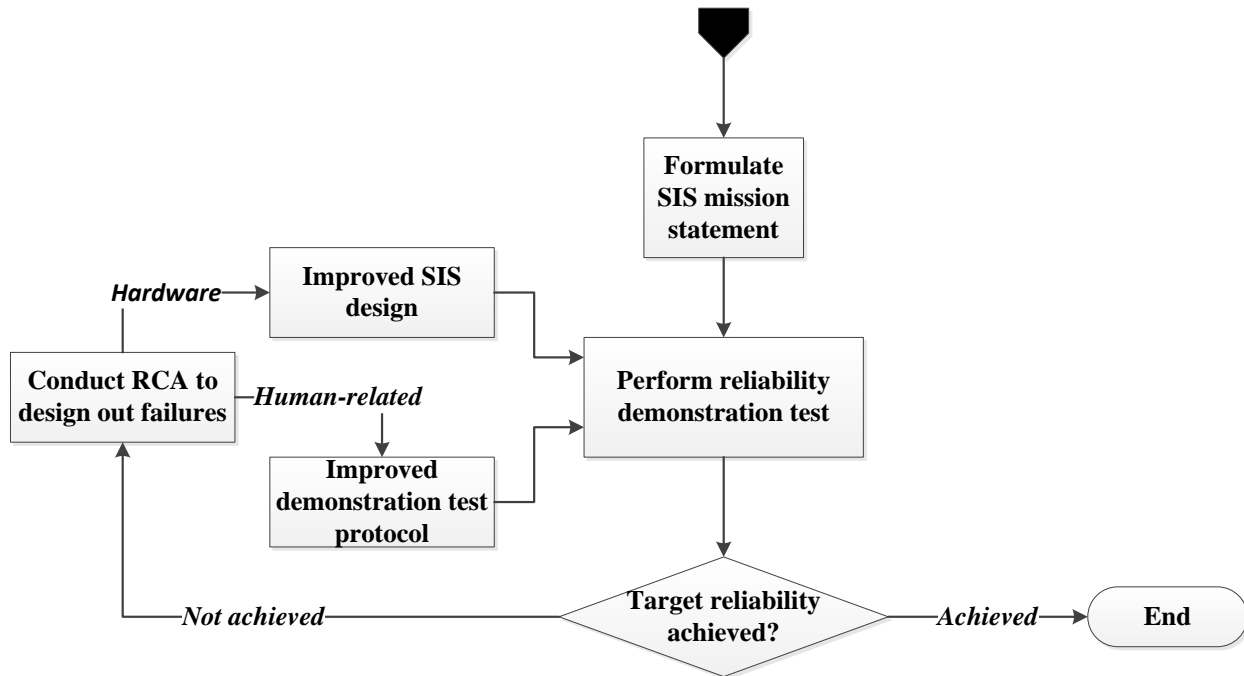 Formulate
SIS mission
statement
Hardware
Improved SIS
design
Conduct RCA to
design out failures
Human-related
Perform reliability
demonstration test
Improved
demonstration test
protocol
Not achieved
Target reliability
achieved?
Achieved
End